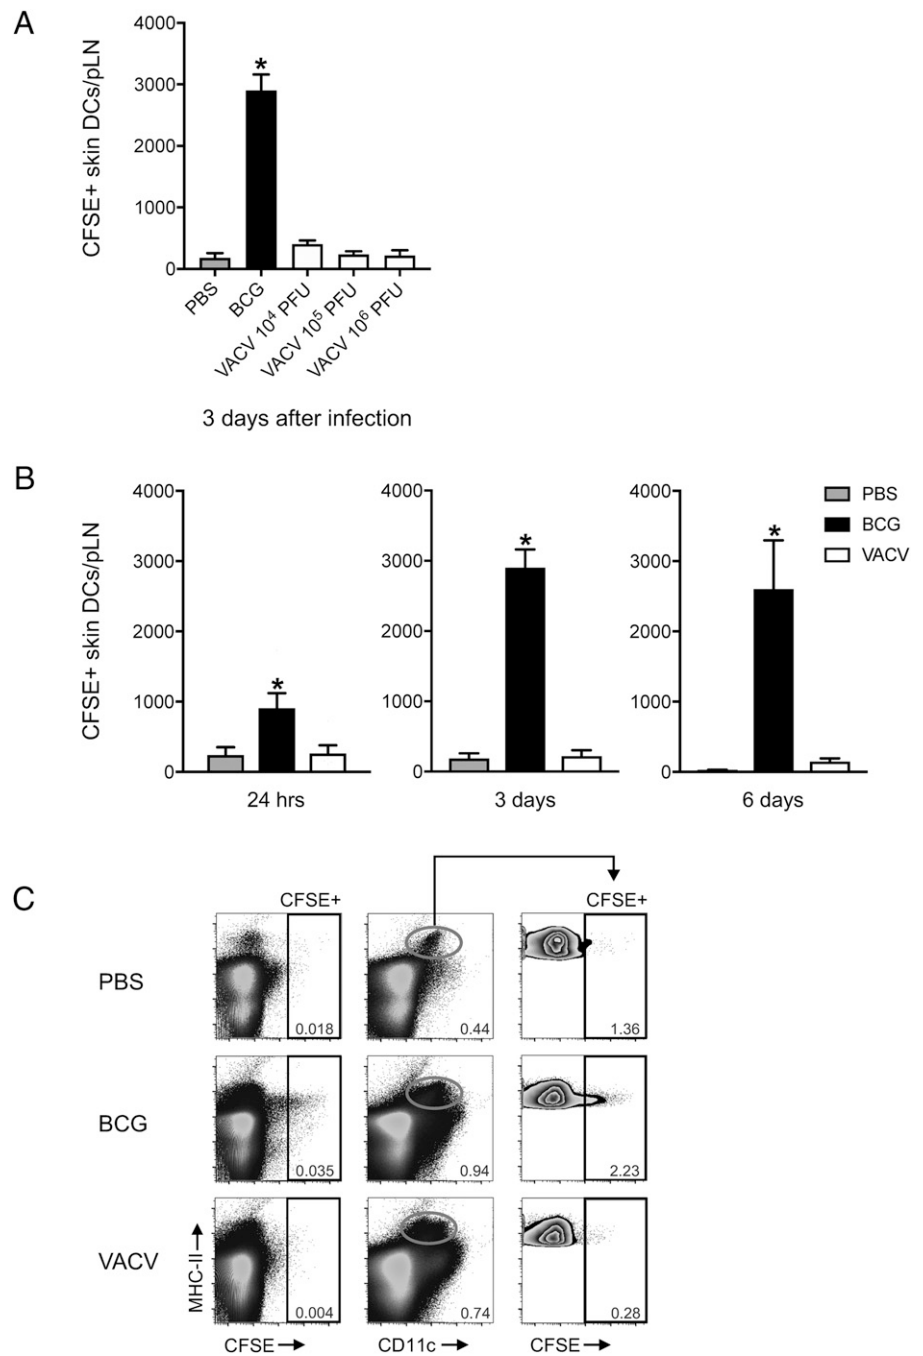 A
CFSE+ skin DCs/pLN
4000
3000
2000
1000
0
*
PBS
BCG
VACV 10⁴ PFU
VACV 10⁵ PFU
VACV 10⁶ PFU
3 days after infection
B
CFSE+ skin DCs/pLN
4000
3000
2000
1000
0
*
24 hrs
4000
3000
2000
1000
0
*
3 days
4000
3000
2000
1000
0
*
6 days
PBS
BCG
VACV
C
CFSE+
CFSE+
PBS
0.018
0.44
1.36
BCG
0.035
0.94
2.23
VACV
MHC-II
0.004
0.74
0.28
CFSE
CD11c
CFSE